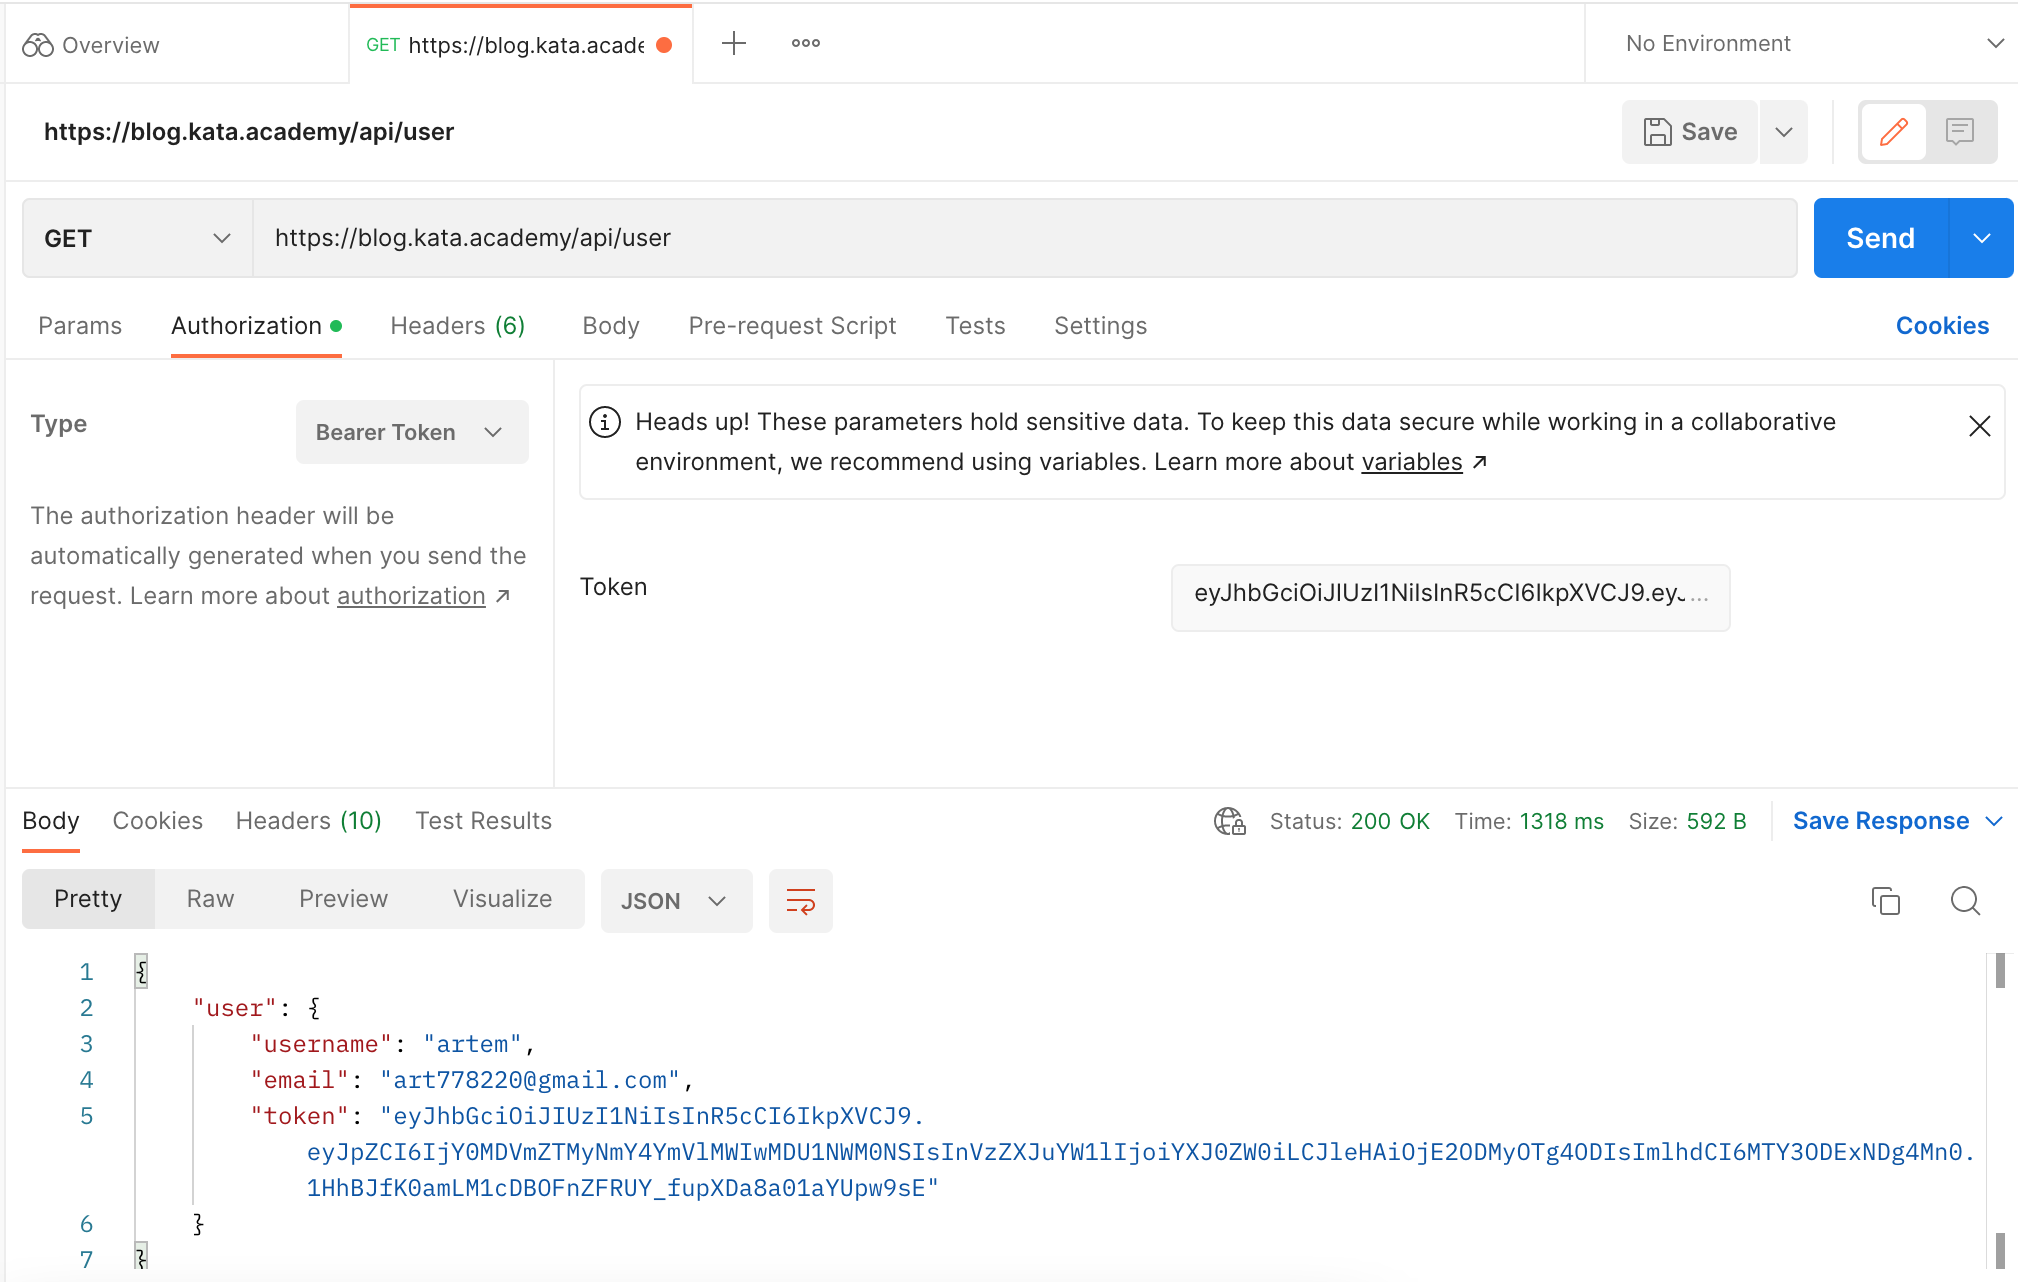 Overview
GET https://blog.kata.acade
No Environment
https://blog.kata.academy/api/user
Save
GET
https://blog.kata.academy/api/user
Send
Params Authorization Headers (6) Body Pre-request Script Tests Settings Cookies
Type
Bearer Token
The authorization header will be
automatically generated when you send the
request. Learn more about authorization ↗
Heads up! These parameters hold sensitive data. To keep this data secure while working in a collaborative
environment, we recommend using variables. Learn more about variables ↗
Token
eyJhbGciOiJIUzI1NiIsInR5cCI6IkpXVCJ9.eyJ...
Body Cookies Headers (10) Test Results
Status: 200 OK Time: 1318 ms Size: 592 B Save Response
Pretty Raw Preview Visualize JSON
1 {
2 "user": {
3 "username": "artem",
4 "email": "art778220@gmail.com",
5 "token": "eyJhbGciOiJIUzI1NiIsInR5cCI6IkpXVCJ9.
eyJpZCI6IjY0MDVmZTMyNmY4YmVlMWIwMDU1NWM0NSIsInVzZXJuYW1lIjoiYXJ0ZW0iLCJleHAiOjE2ODMyOTg4ODIsImlhdCI6MTY3ODExNDg4Mn0.
1HhBJfK0amLM1cDBOFnZFRUY_fupXDa8a01aYUpw9sE"
6 }
7 }